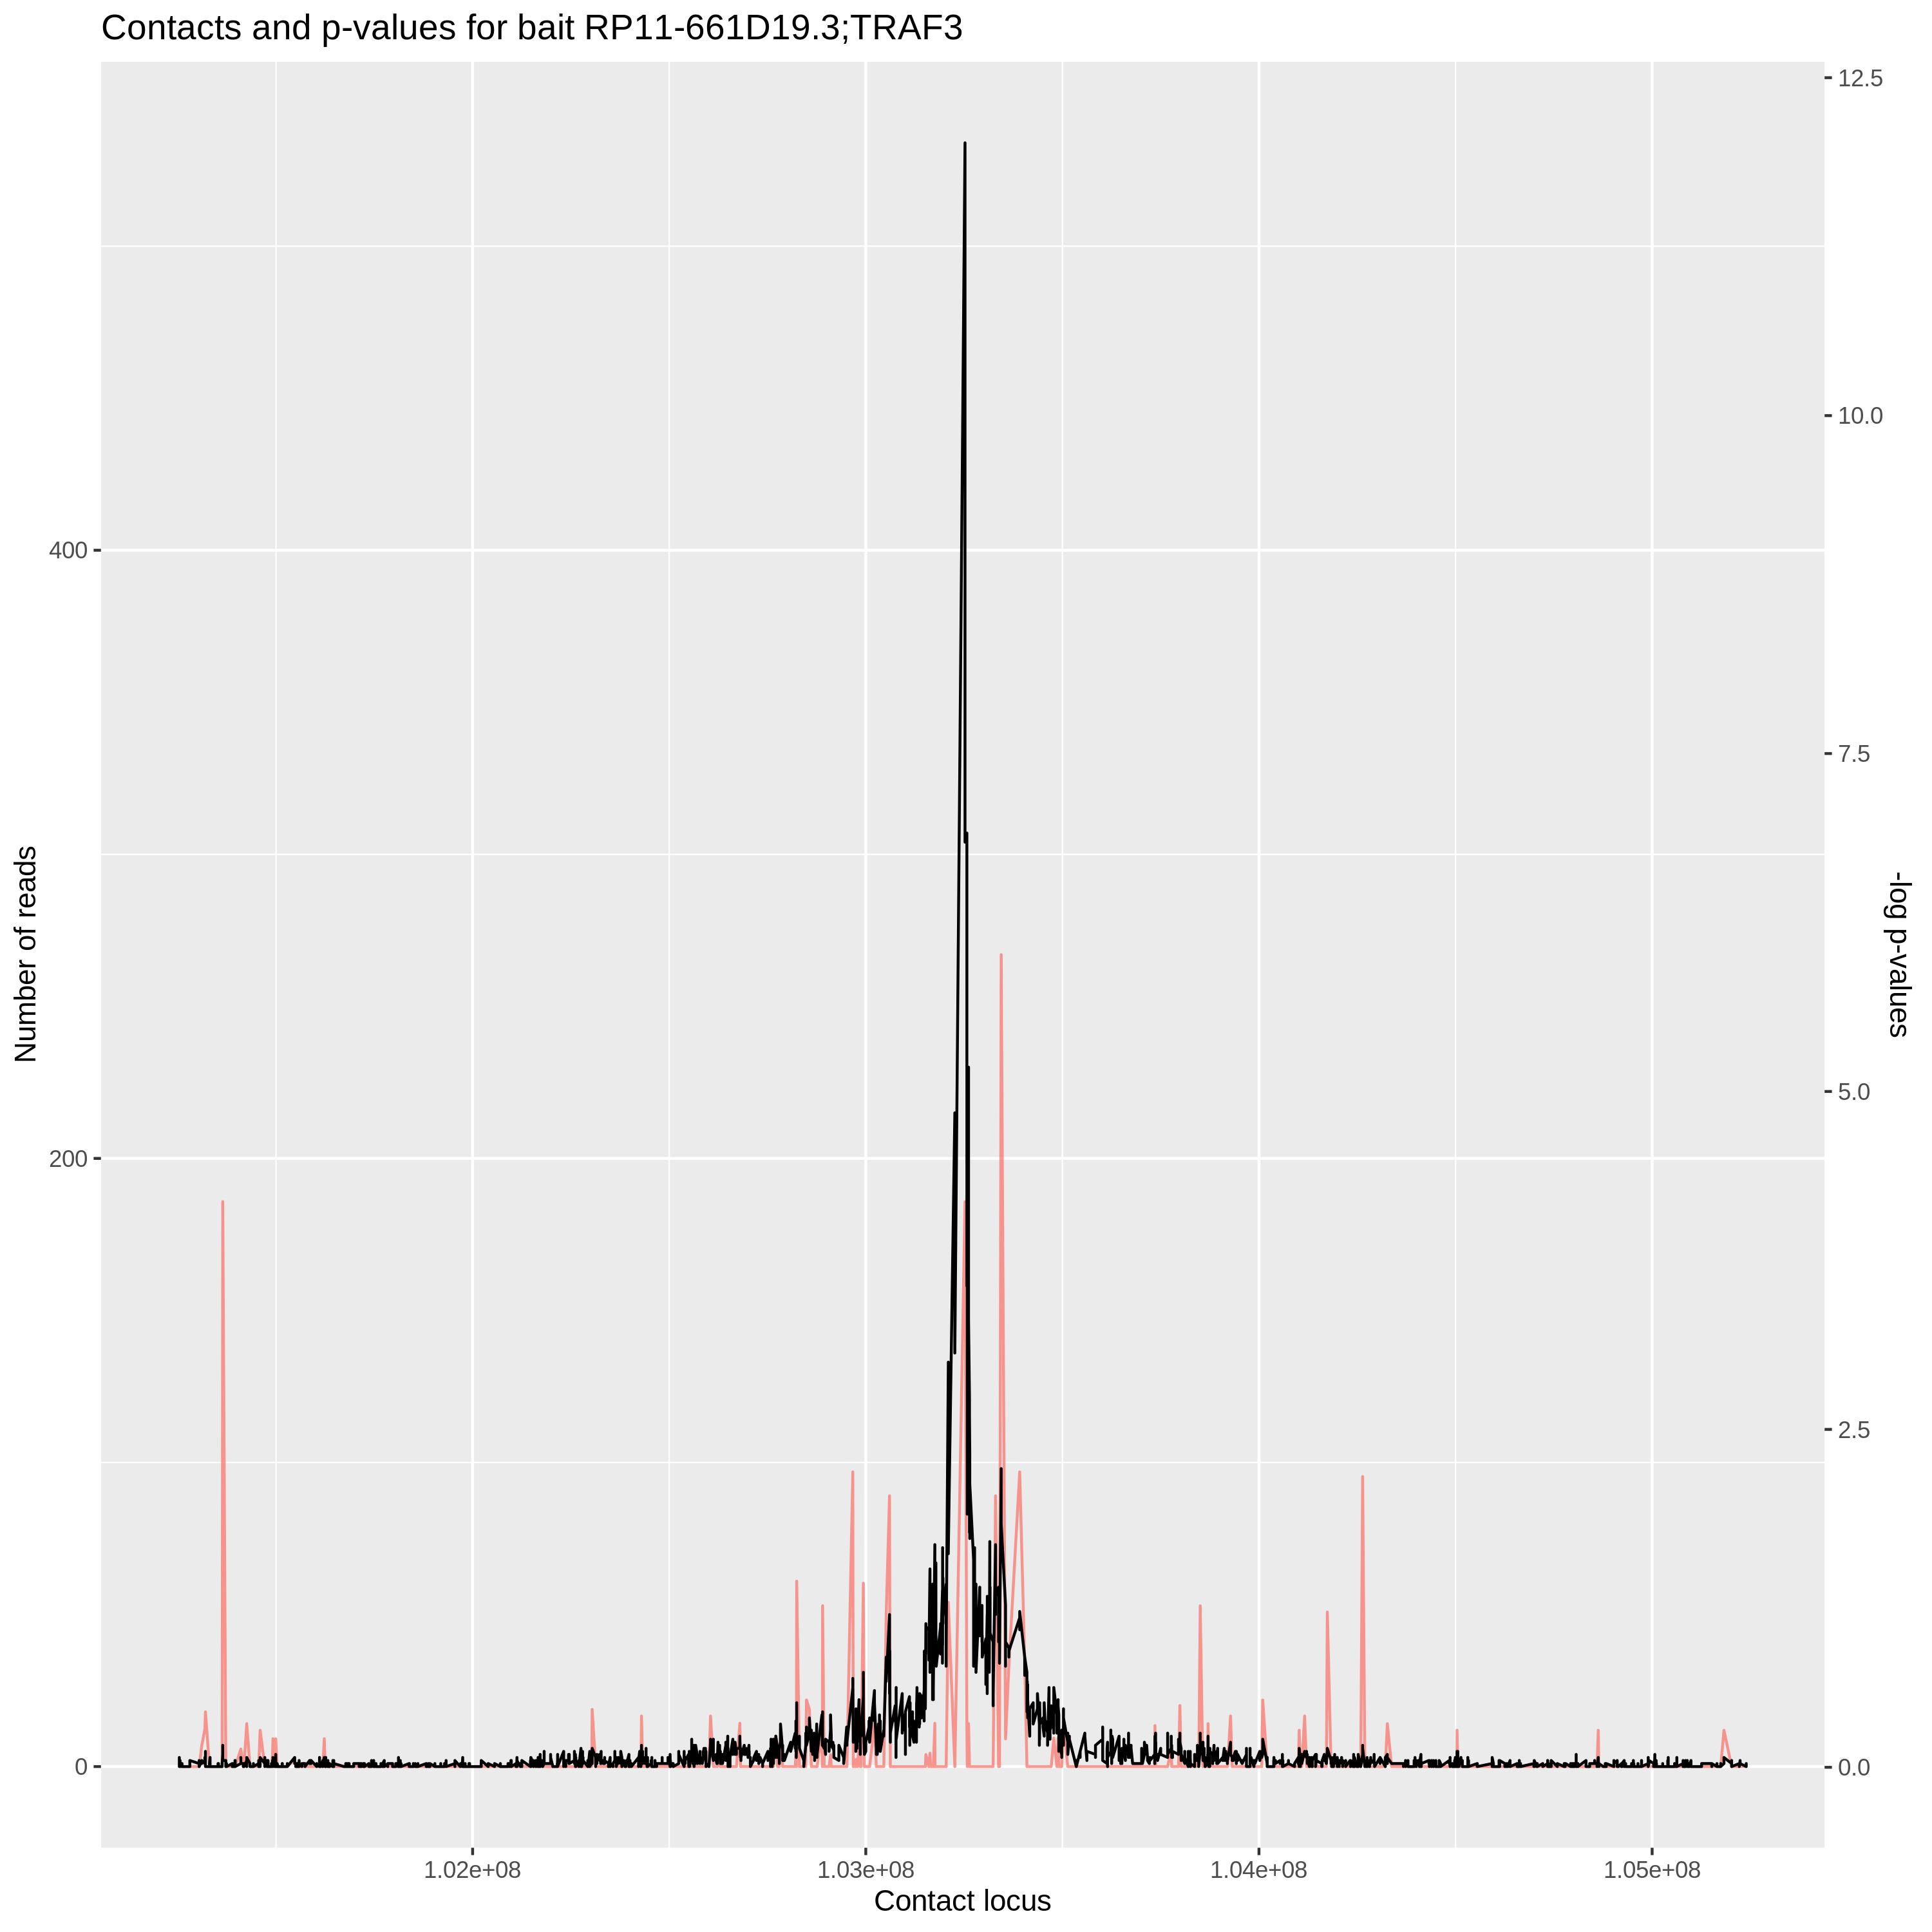 Contacts and p-values for bait RP11-661D19.3;TRAF3
Number of reads
400
200
0
12.5
10.0
7.5
5.0
2.5
0.0
-log p-values
1.02e+08
1.03e+08
1.04e+08
1.05e+08
Contact locus